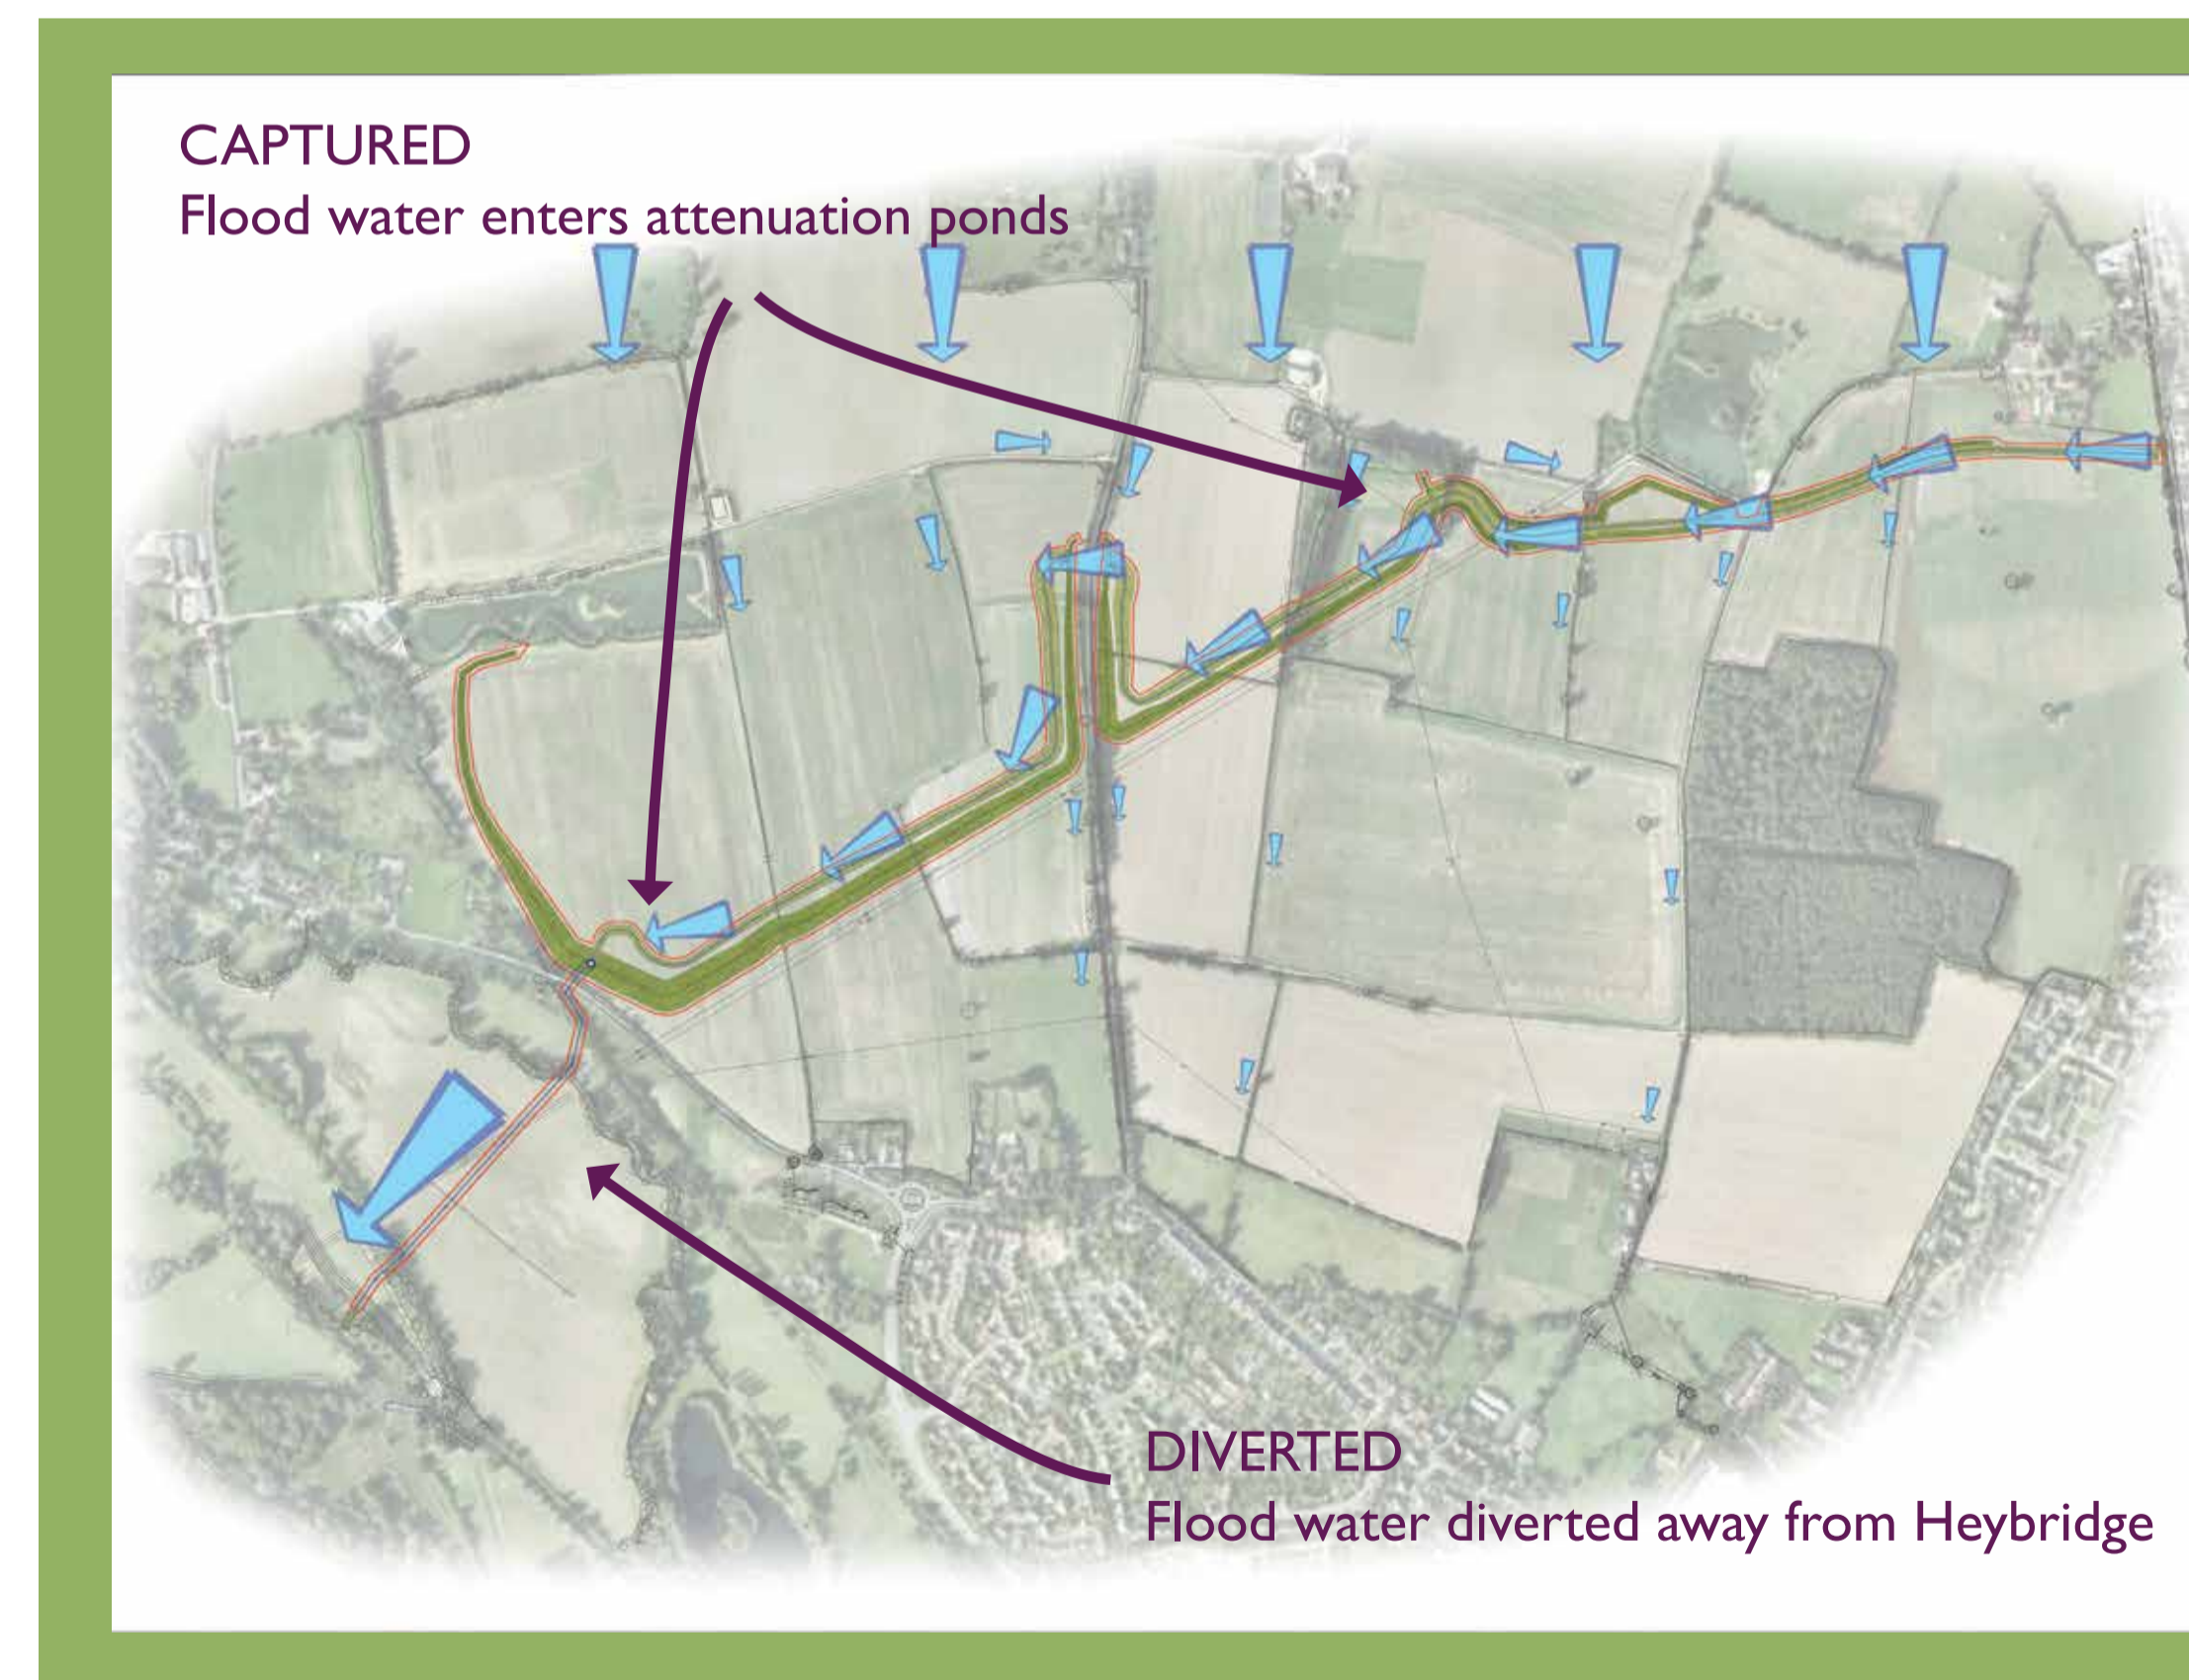 CAPTURED
Flood water enters attenuation ponds
DIVERTED
Flood water diverted away from Heybridge